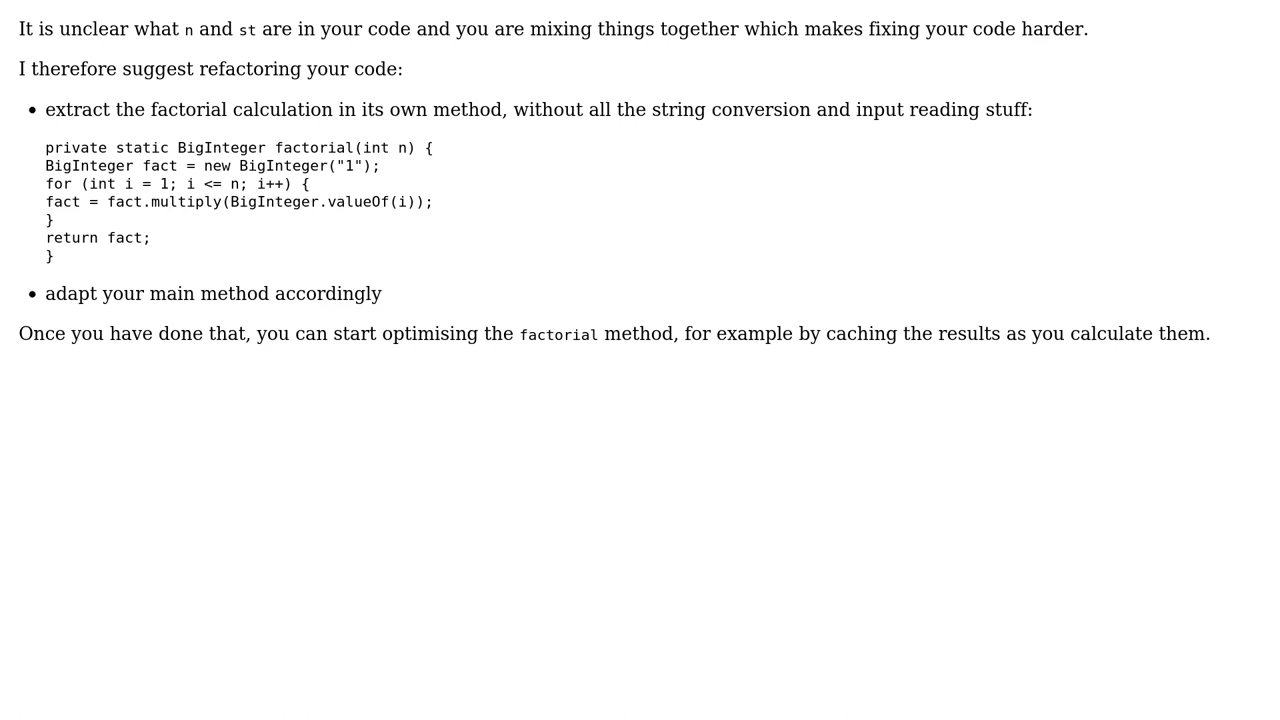 It is unclear what n and st are in your code and you are mixing things together which makes fixing your code harder.
I therefore suggest refactoring your code:
• extract the factorial calculation in its own method, without all the string conversion and input reading stuff:
private static BigInteger factorial(int n) {
BigInteger fact = new BigInteger("1");
for (int i = 1; i <= n; i++) {
fact = fact.multiply(BigInteger.valueOf(i));
}
return fact;
}
• adapt your main method accordingly
Once you have done that, you can start optimising the factorial method, for example by caching the results as you calculate them.